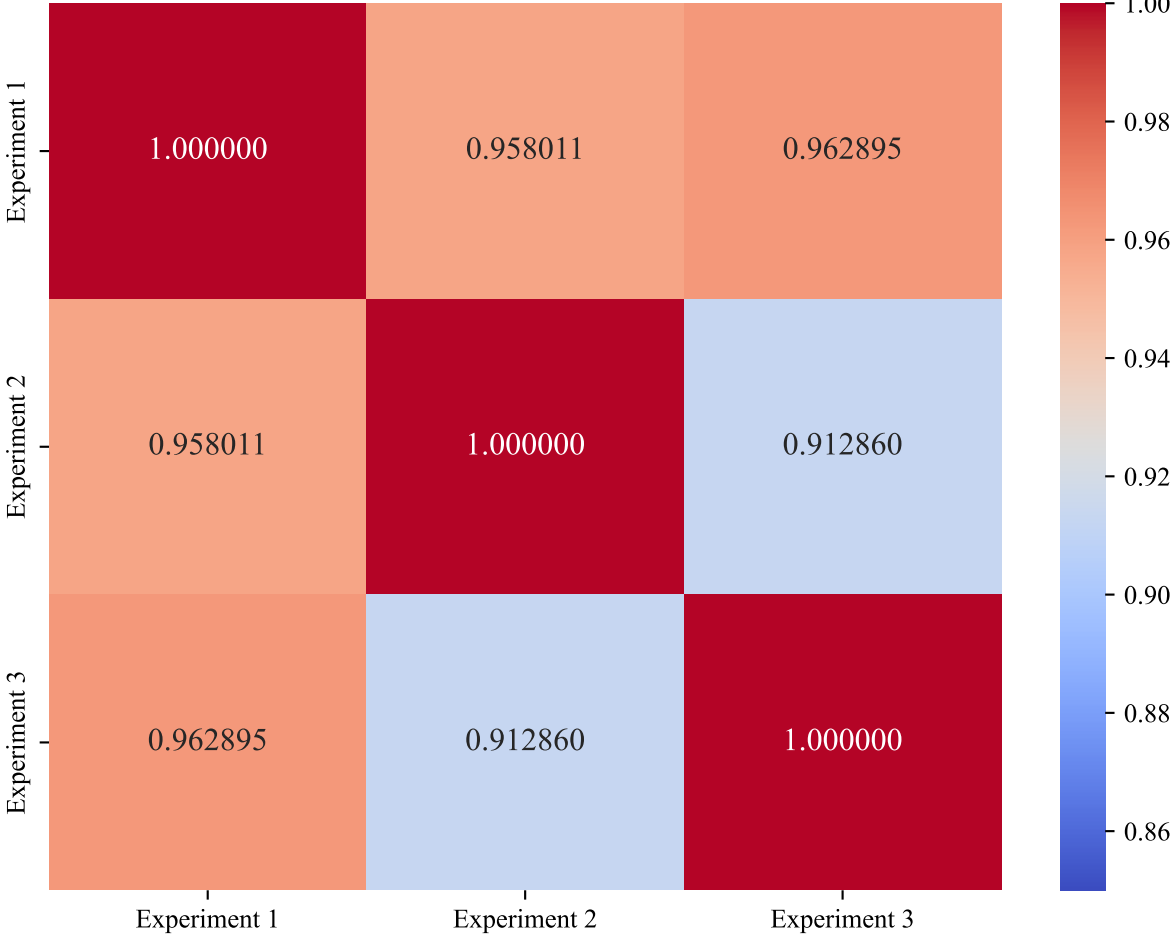 1.00
Experiment 1
1.000000 0.958011 0.962895
0.98
0.96
Experiment 2
0.958011 1.000000 0.912860
0.94
0.92
0.90
Experiment 3
0.962895 0.912860 1.000000
0.88
0.86
Experiment 1 Experiment 2 Experiment 3